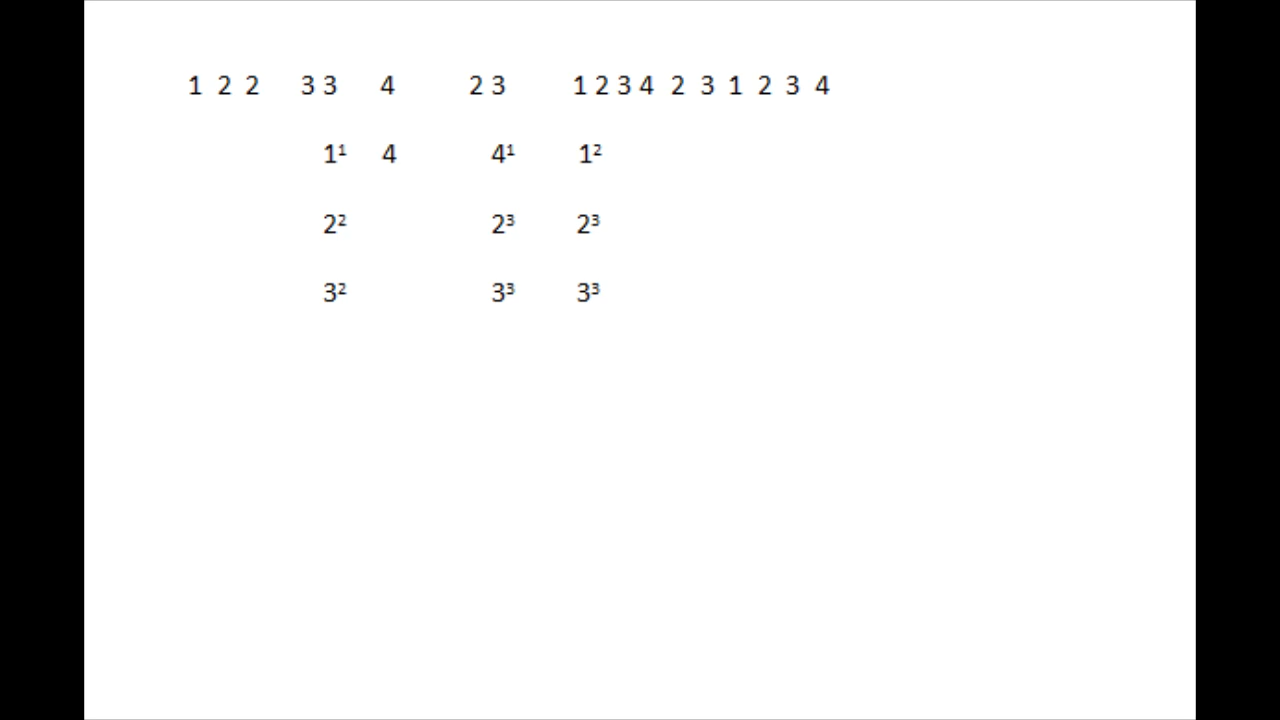 1 2 2 3 3 4 2 3 1 2 3 4 2 3 1 2 3 4
1¹ 4 4¹ 1²
2² 2³ 2³
3² 3³ 3³